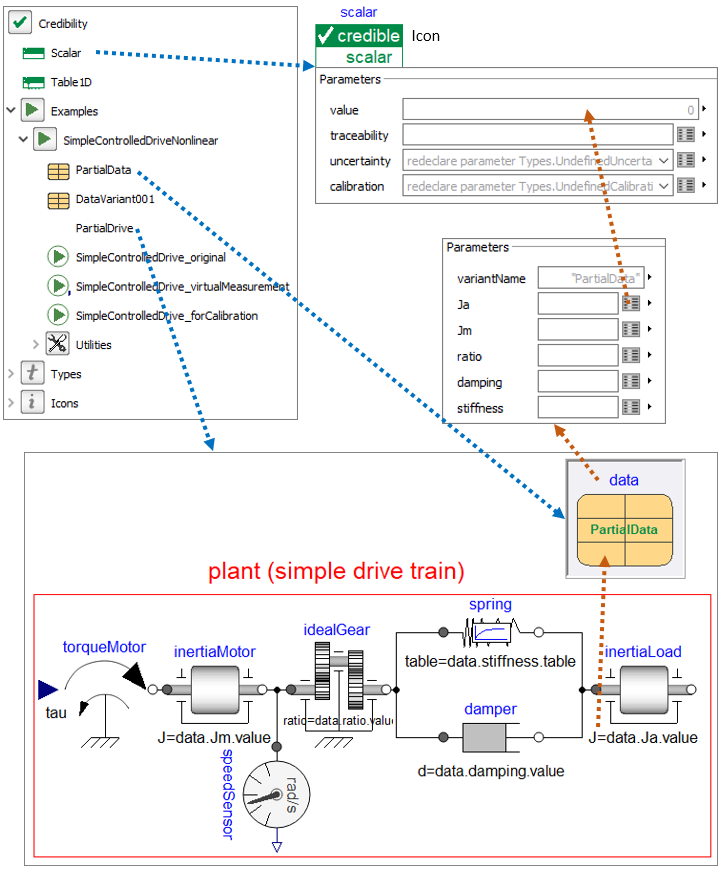 Credibility
Scalar
Table1D
Examples
SimpleControlledDriveNonlinear
PartialData
DataVariant001
PartialDrive
SimpleControlledDrive_original
SimpleControlledDrive_virtualMeasurement
SimpleControlledDrive_forCalibration
Utilities
t Types
i Icons
scalar
credible Icon
scalar
Parameters
value 0
traceability
uncertainty redeclare parameter Types.UndefinedUncerta
calibration redeclare parameter Types.UndefinedCalibrati
Parameters
variantName "PartialData"
Ja
Jm
ratio
damping
stiffness
data
PartialData
plant (simple drive train)
torqueMotor
tau
inertiaMotor
J=data.Jm.value
idealGear
ratio=data.ratio.value
speedSensor
rad/s
spring
table=data.stiffness.table
damper
d=data.damping.value
inertiaLoad
J=data.Ja.value